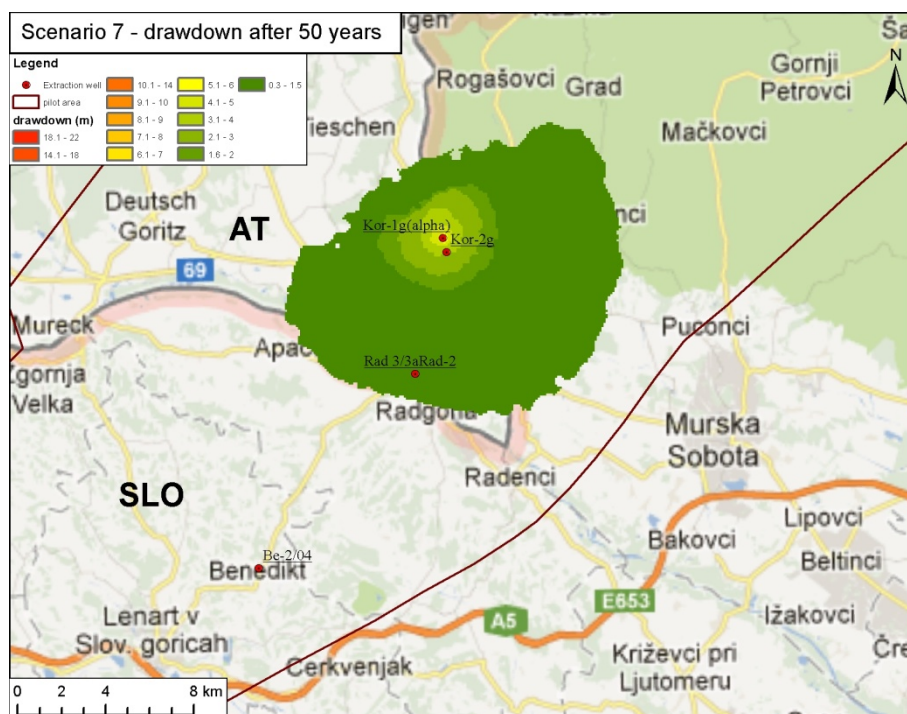 Scenario 7 - drawdown after 50 years
Legend
Extraction well
pilot area
drawdown (m)
18.1 - 22
14.1 - 18
10.1 - 14
9.1 - 10
8.1 - 9
7.1 - 8
6.1 - 7
5.1 - 6
4.1 - 5
3.1 - 4
2.1 - 3
1.6 - 2
0.3 - 1.5
N
Rogašovci
Grad
Gornji
Petrovci
Mačkovci
Tieschen
Deutsch
Goritz
AT
69
Kor-1g(alpha)
Kor-2g
nci
Mureck
Zgornja
Velka
Apac
Rad 3/3aRad-2
Radgona
Puconci
Murska
Sobota
Radenci
SLO
Lipovci
Bakovci
Beltinci
Be-2/04
Benedikt
E653
Ižakovci
Lenart v
Slov. goricah
A5
Cerkvenjak
Križevci pri
Ljutomeru
Čre
0 2 4 8 km